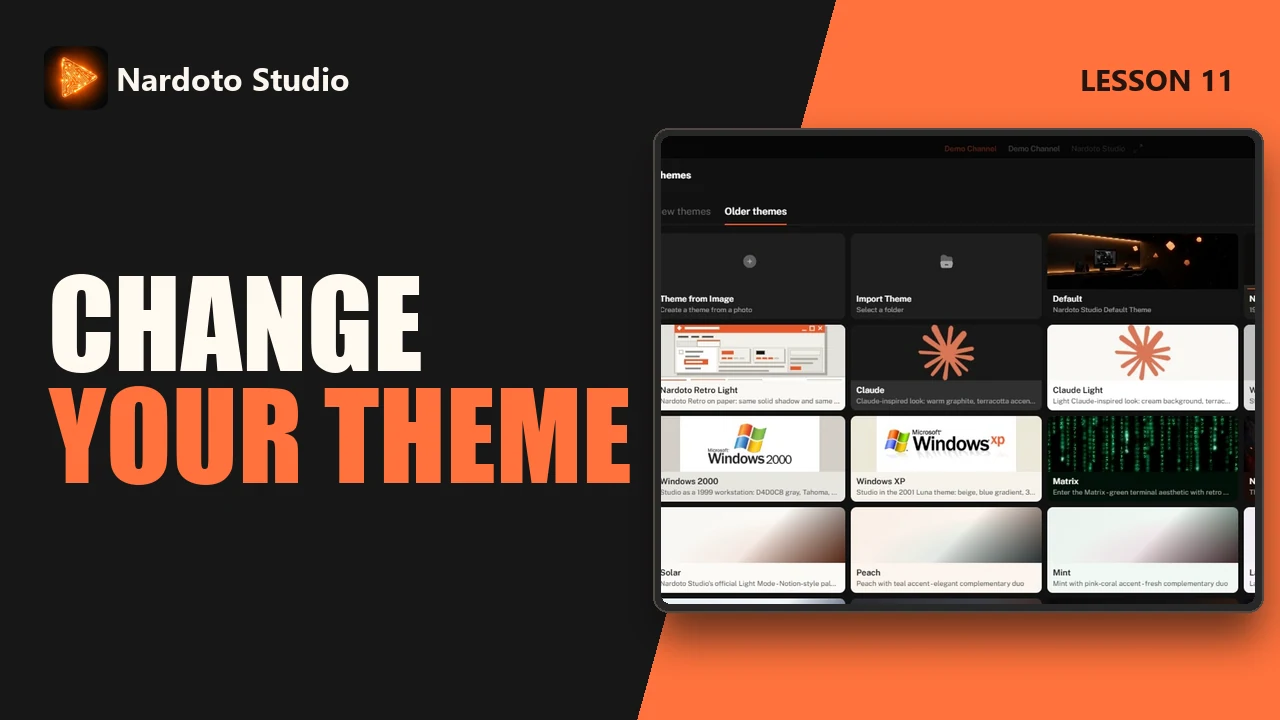 Nardoto Studio
LESSON 11
CHANGE
YOUR THEME
Demo Channel Demo Channel Nardoto Studio
hemes
ew themes Older themes
Theme from Image
Create a theme from a photo
Import Theme
Select a folder
Default
Nardoto Studio Default Theme
Nardoto Retro Light
Nardoto Retro on paper: same solid shadow and same ...
Claude
Claude-inspired look: warm graphite, terracotta accen...
Claude Light
Light Claude-inspired look: cream background, terrac...
Microsoft
Windows 2000
Windows 2000
Studio as a 1999 workstation: D4D0C8 gray, Tahoma, ...
Microsoft
Windows xp
Windows XP
Studio in the 2001 Luna theme: beige, blue gradient, 3...
Matrix
Enter the Matrix - green terminal aesthetic with retro ...
Solar
Nardoto Studio's official Light Mode - Notion-style pal...
Peach
Peach with teal accent - elegant complementary duo
Mint
Mint with pink-coral accent - fresh complementary duo